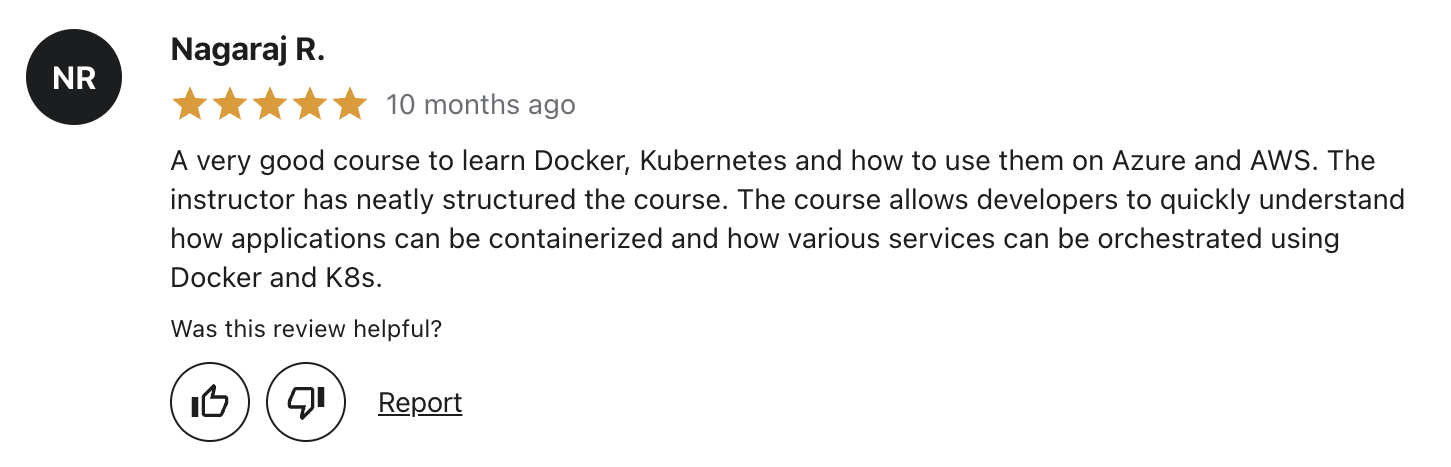 NR
Nagaraj R.
10 months ago
A very good course to learn Docker, Kubernetes and how to use them on Azure and AWS. The
instructor has neatly structured the course. The course allows developers to quickly understand
how applications can be containerized and how various services can be orchestrated using
Docker and K8s.
Was this review helpful?
Report